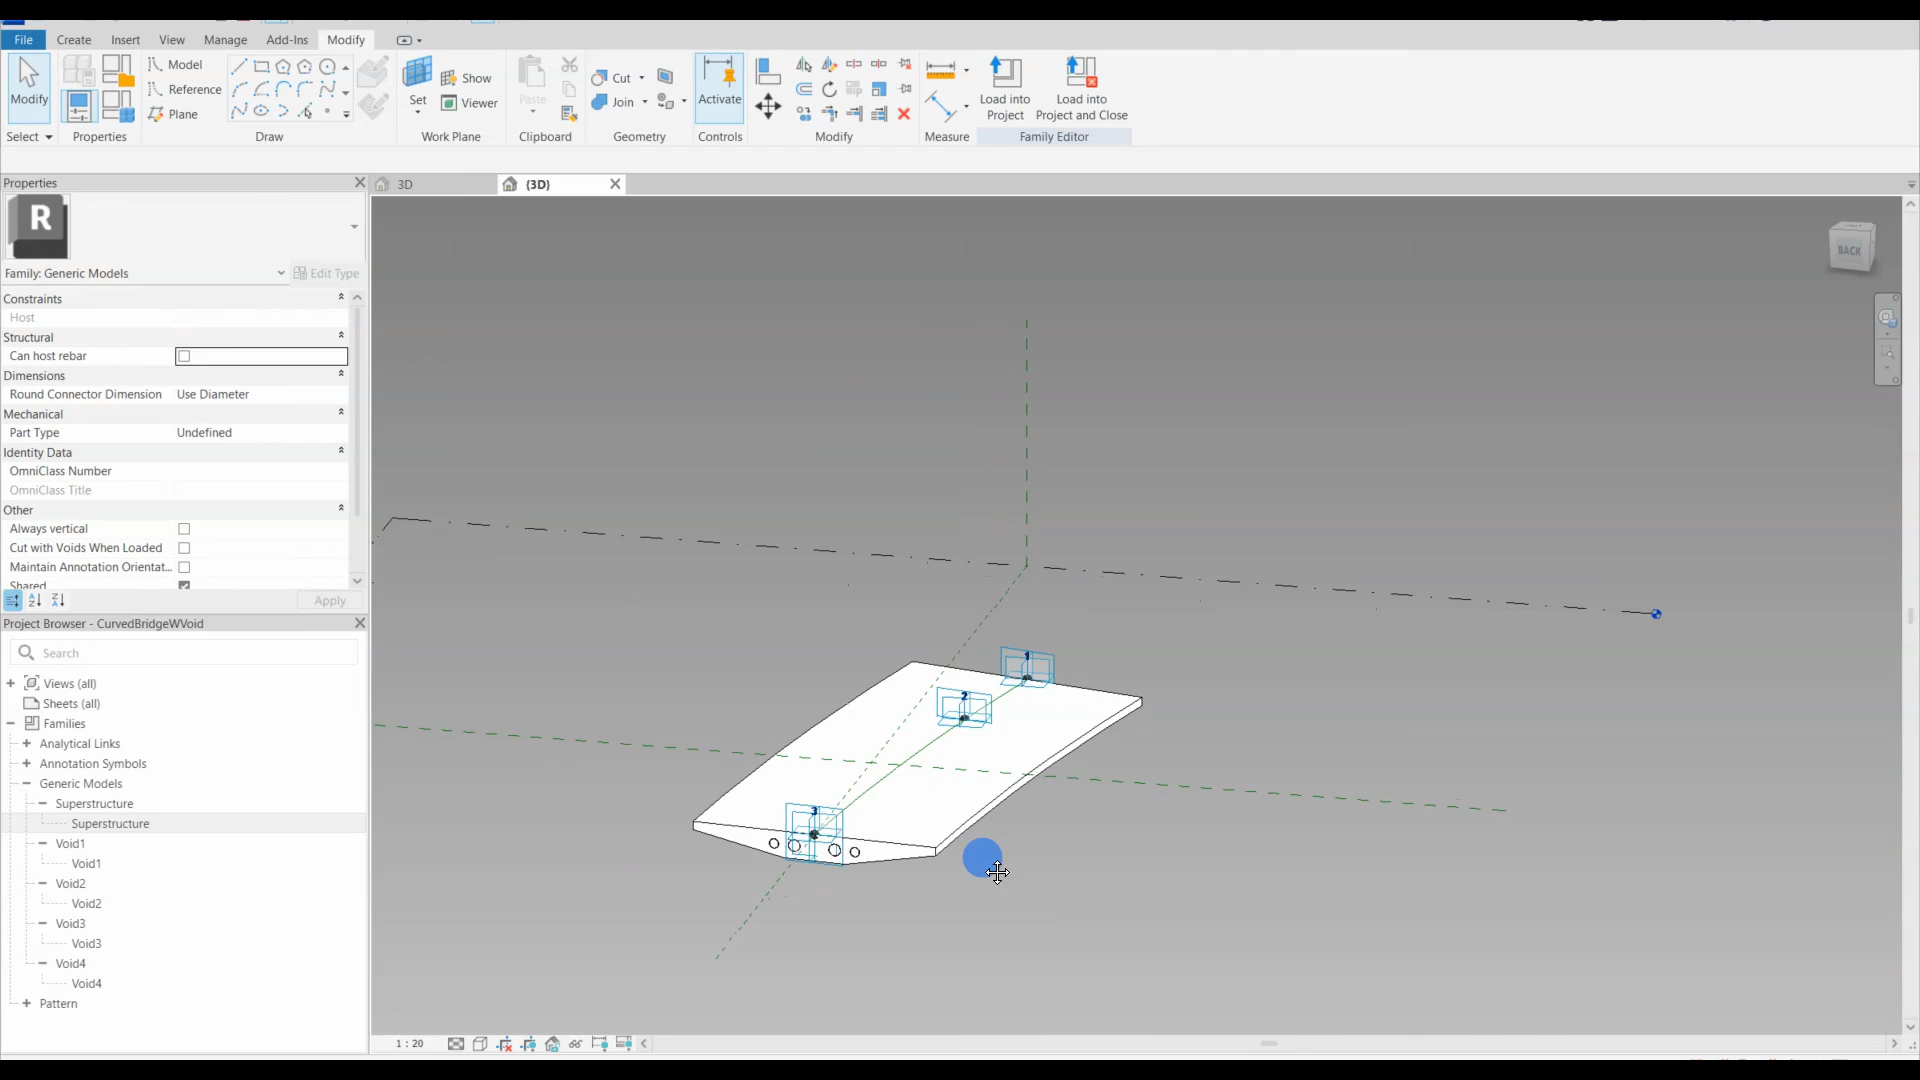 File Create Insert View Manage Add-Ins Modify
Modify
Select
Properties
Model
Reference
Plane
Draw
Set
Show
Viewer
Work Plane
Paste
Clipboard
Cut
Join
Geometry
Activate
Controls
Modify
Measure
Load into
Project
Load into
Project and Close
Family Editor
Properties
3D
(3D)
R
Family: Generic Models
Edit Type
Constraints
Host
Structural
Can host rebar
Dimensions
Round Connector Dimension Use Diameter
Mechanical
Part Type Undefined
Identity Data
OmniClass Number
OmniClass Title
Other
Always vertical
Cut with Voids When Loaded
Maintain Annotation Orientat...
Shared
Apply
Project Browser - CurvedBridgeWVoid
Search
Views (all)
Sheets (all)
Families
Analytical Links
Annotation Symbols
Generic Models
Superstructure
Superstructure
Void1
Void1
Void2
Void2
Void3
Void3
Void4
Void4
Pattern
BACK
1
2
3
1 : 20